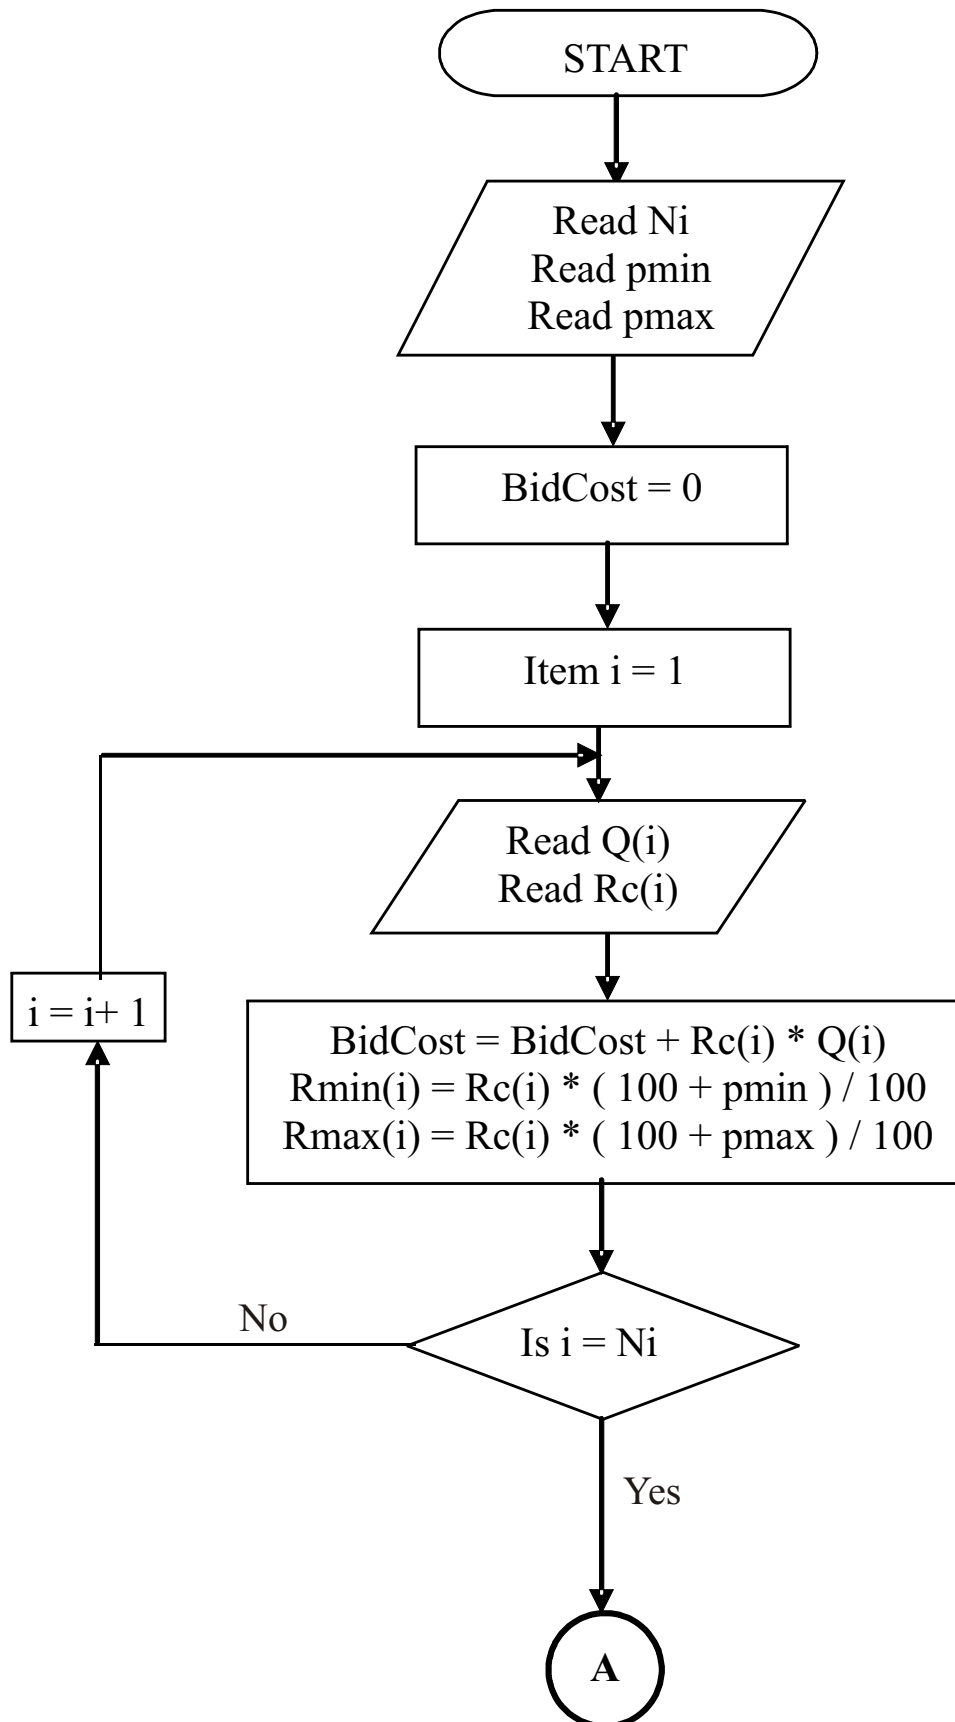 START
Read Ni
Read pmin
Read pmax
BidCost = 0
Item i = 1
Read Q(i)
Read Rc(i)
i = i+ 1
BidCost = BidCost + Rc(i) * Q(i)
Rmin(i) = Rc(i) * ( 100 + pmin ) / 100
Rmax(i) = Rc(i) * ( 100 + pmax ) / 100
No
Is i = Ni
Yes
A